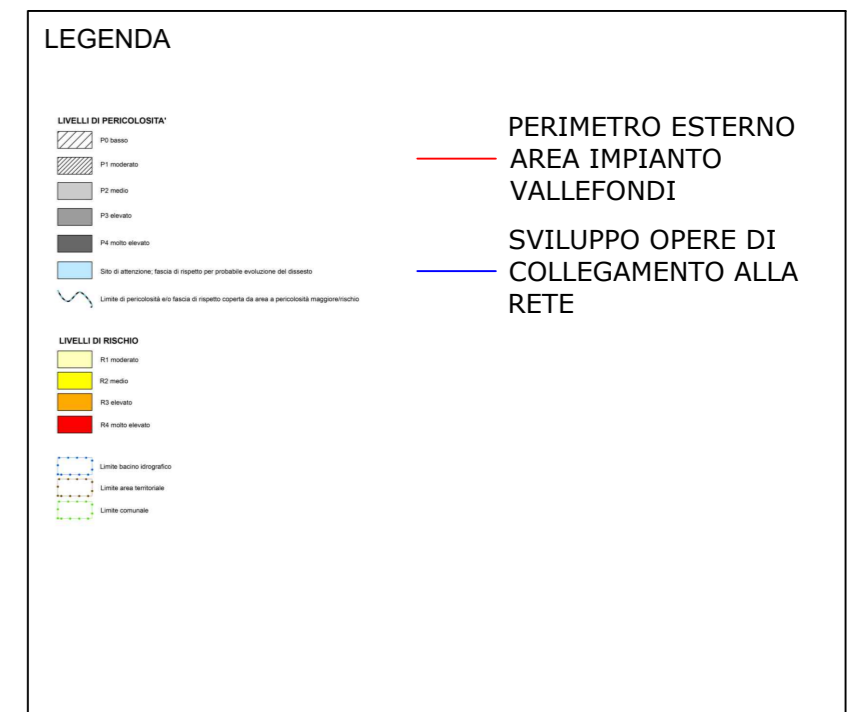 LEGENDA
LIVELLI DI PERICOLOSITA'
P0 basso
P1 moderato
P2 medio
P3 elevato
P4 molto elevato
Sito di attenzione; fascia di rispetto per probabile evoluzione del dissesto
Limite di pericolosità e/o fascia di rispetto coperta da area a pericolosità maggiore/rischio
LIVELLI DI RISCHIO
R1 moderato
R2 medio
R3 elevato
R4 molto elevato
Limite bacino idrografico
Limite area territoriale
Limite comunale
PERIMETRO ESTERNO
AREA IMPIANTO
VALLEFONDI
SVILUPPO OPERE DI
COLLEGAMENTO ALLA
RETE